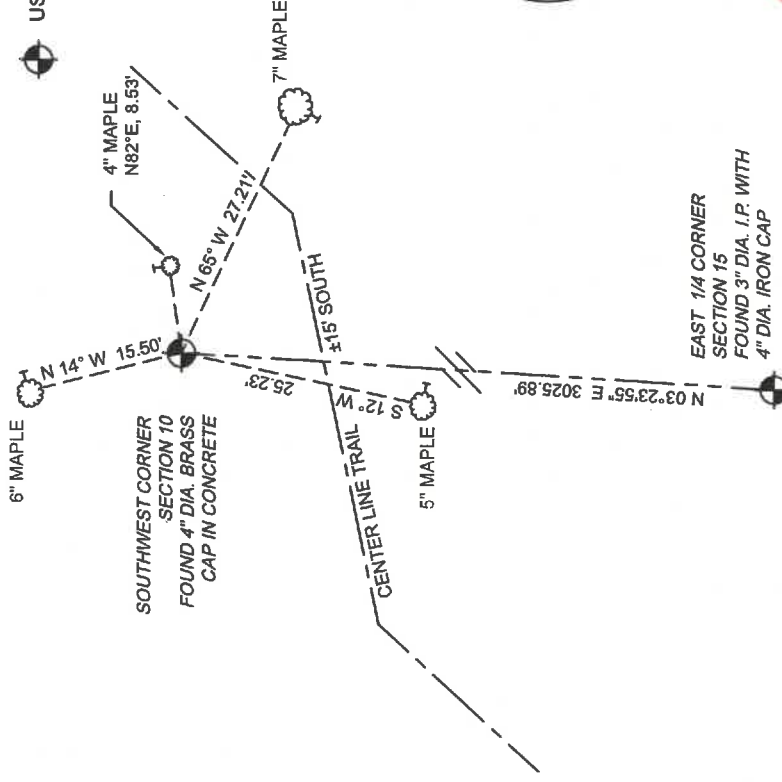 US
4" MAPLE
N82°E, 8.53'
7" MAPLE
6" MAPLE
N 14° W 15.50'
N 65° W 27.21'
SOUTHWEST CORNER
SECTION 10
FOUND 4" DIA. BRASS
CAP IN CONCRETE
±15' SOUTH
25.23'
S 12° W
5" MAPLE
CENTER LINE TRAIL
N 03°23'55" E 3025.89'
EAST 1/4 CORNER
SECTION 15
FOUND 3" DIA. I.P. WITH
4" DIA. IRON CAP